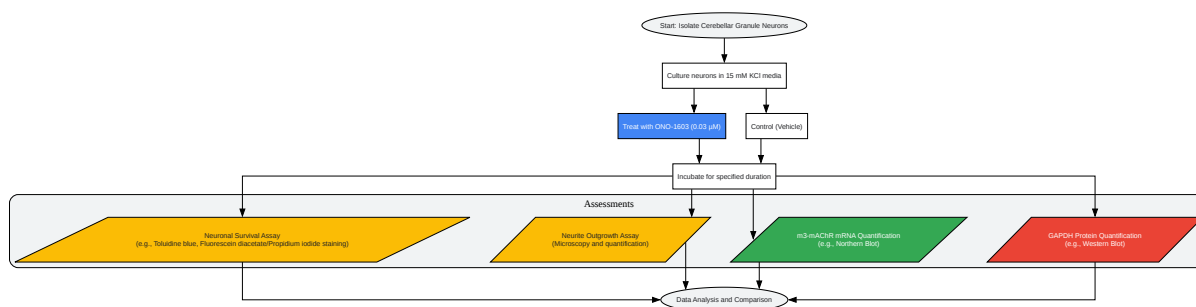 Start: Isolate Cerebellar Granule Neurons
Culture neurons in 15 mM KCl media
Treat with ONO-1603 (0.03 µM)
Control (Vehicle)
Incubate for specified duration
Assessments
Neuronal Survival Assay
(e.g., Toluidine blue, Fluorescein diacetate/Propidium iodide staining)
Neurite Outgrowth Assay
(Microscopy and quantification)
m3-mAChR mRNA Quantification
(e.g., Northern Blot)
GAPDH Protein Quantification
(e.g., Western Blot)
Data Analysis and Comparison